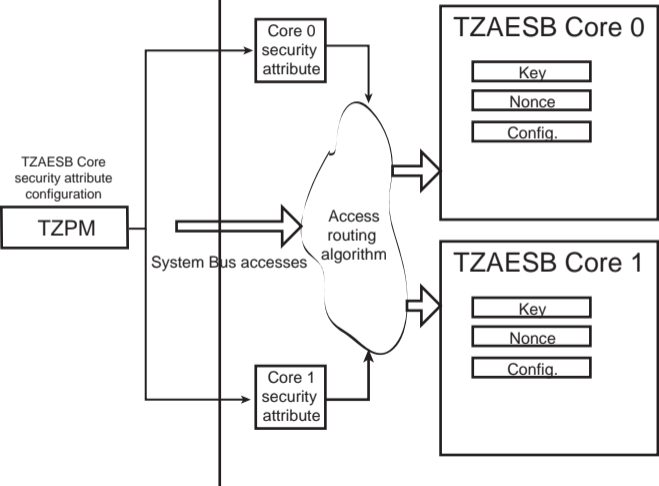 Core 0
security
attribute
TZAESB Core 0
Key
Nonce
Config.
TZAESB Core
security attribute
configuration
TZPM
System Bus accesses
Access
routing
algorithm
TZAESB Core 1
Key
Nonce
Config.
Core 1
security
attribute